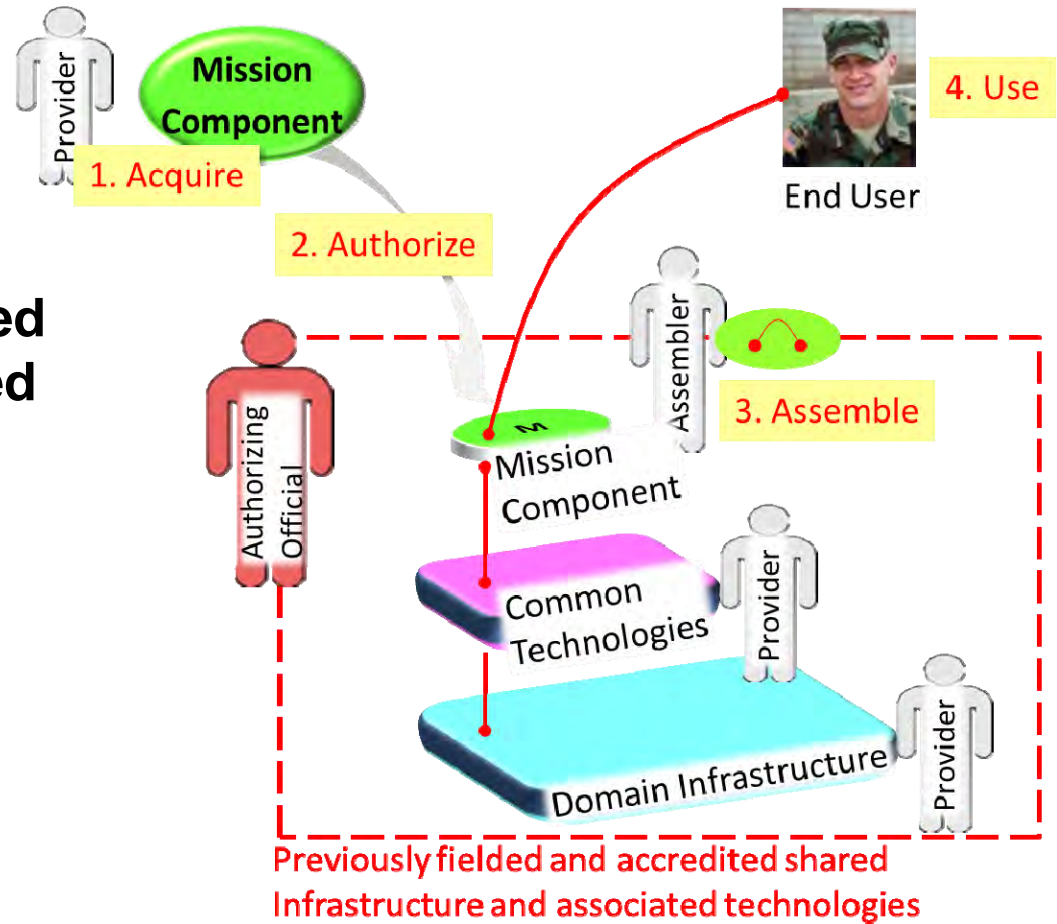 Provider
Mission
Component
1. Acquire
2. Authorize
4. Use
End User
ed
ed
Authorizing
Official
Assembler
3. Assemble
M
Mission
Component
Common
Technologies
Provider
Domain Infrastructure
Provider
Previously fielded and accredited shared
Infrastructure and associated technologies